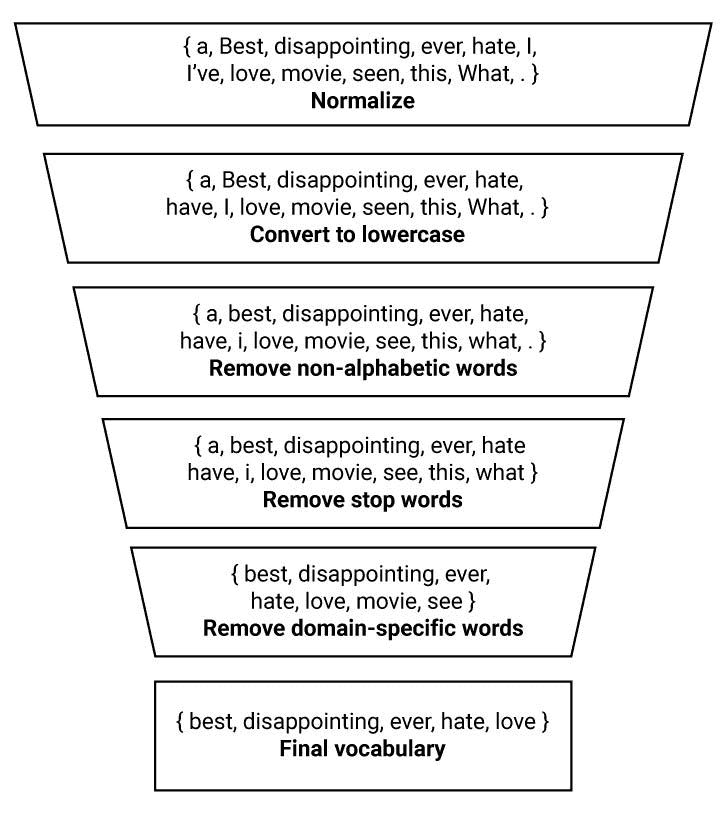 { a, Best, disappointing, ever, hate, I,
I’ve, love, movie, seen, this, What, . }
Normalize
{ a, Best, disappointing, ever, hate,
have, I, love, movie, seen, this, What, . }
Convert to lowercase
{ a, best, disappointing, ever, hate,
have, i, love, movie, see, this, what, . }
Remove non-alphabetic words
{ a, best, disappointing, ever, hate
have, i, love, movie, see, this, what }
Remove stop words
{ best, disappointing, ever,
hate, love, movie, see }
Remove domain-specific words
{ best, disappointing, ever, hate, love }
Final vocabulary